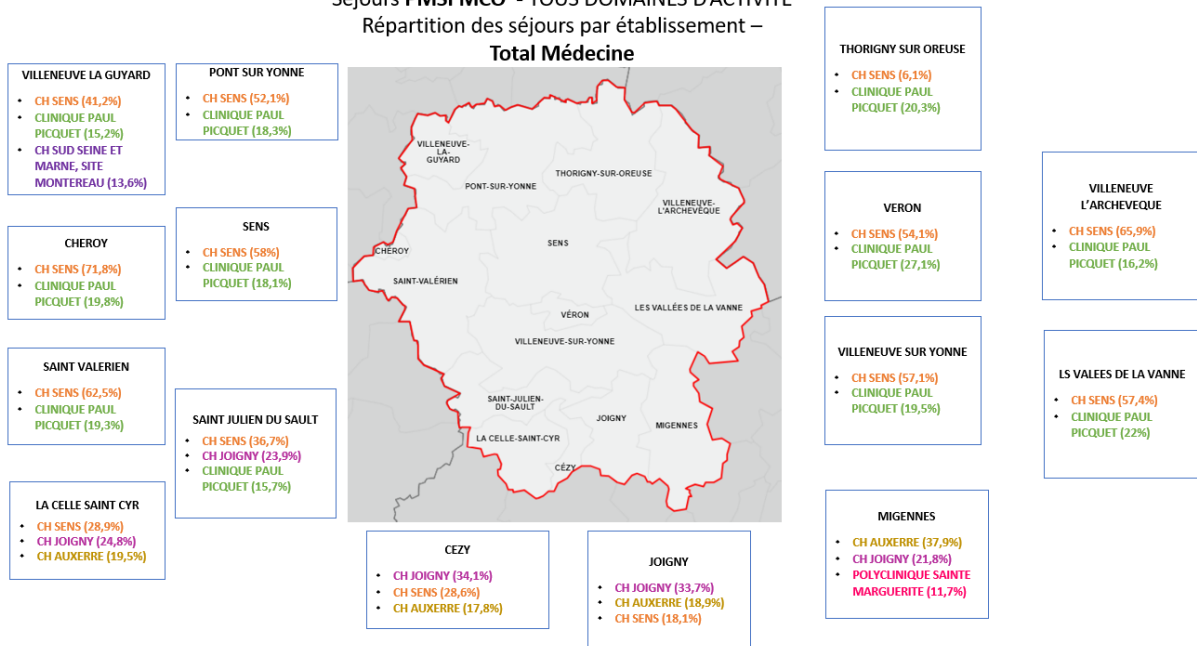 Séjours PMSI MCO - TOUS DOMAINES D'ACTIVITÉ
Répartition des séjours par établissement –
Total Médecine
VILLENEUVE LA GUYARD
• CH SENS (41,2%)
• CLINIQUE PAUL
PICQUET (15,2%)
• CH SUD SEINE ET
MARNE, SITE
MONTEREAU (13,6%)
PONT SUR YONNE
• CH SENS (52,1%)
• CLINIQUE PAUL
PICQUET (18,3%)
CHEROY
• CH SENS (71,8%)
• CLINIQUE PAUL
PICQUET (19,8%)
SENS
• CH SENS (58%)
• CLINIQUE PAUL
PICQUET (18,1%)
SAINT VALERIEN
• CH SENS (62,5%)
• CLINIQUE PAUL
PICQUET (19,3%)
SAINT JULIEN DU SAULT
• CH SENS (36,7%)
• CH JOIGNY (23,9%)
• CLINIQUE PAUL
PICQUET (15,7%)
LA CELLE SAINT CYR
• CH SENS (28,9%)
• CH JOIGNY (24,8%)
• CH AUXERRE (19,5%)
VILLENEUVE-
LA-
GUYARD
PONT-SUR-YONNE
THORIGNY-SUR-OREUSE
VILLENEUVE-
L'ARCHEVÊQUE
SENS
CHÉROY
SAINT-VALÉRIEN
LES VALLÉES DE LA VANNE
VÉRON
VILLENEUVE-SUR-YONNE
SAINT-JULIEN-
DU-SAULT
JOIGNY
MIGENNES
LA CELLE-SAINT-CYR
CÉZY
CEZY
• CH JOIGNY (34,1%)
• CH SENS (28,6%)
• CH AUXERRE (17,8%)
JOIGNY
• CH JOIGNY (33,7%)
• CH AUXERRE (18,9%)
• CH SENS (18,1%)
THORIGNY SUR OREUSE
• CH SENS (6,1%)
• CLINIQUE PAUL
PICQUET (20,3%)
VERON
• CH SENS (54,1%)
• CLINIQUE PAUL
PICQUET (27,1%)
VILLENEUVE
L'ARCHEVEQUE
• CH SENS (65,9%)
• CLINIQUE PAUL
PICQUET (16,2%)
VILLENEUVE SUR YONNE
• CH SENS (57,1%)
• CLINIQUE PAUL
PICQUET (19,5%)
LS VALEES DE LA VANNE
• CH SENS (57,4%)
• CLINIQUE PAUL
PICQUET (22%)
MIGENNES
• CH AUXERRE (37,9%)
• CH JOIGNY (21,8%)
• POLYCLINIQUE SAINTE
MARGUERITE (11,7%)